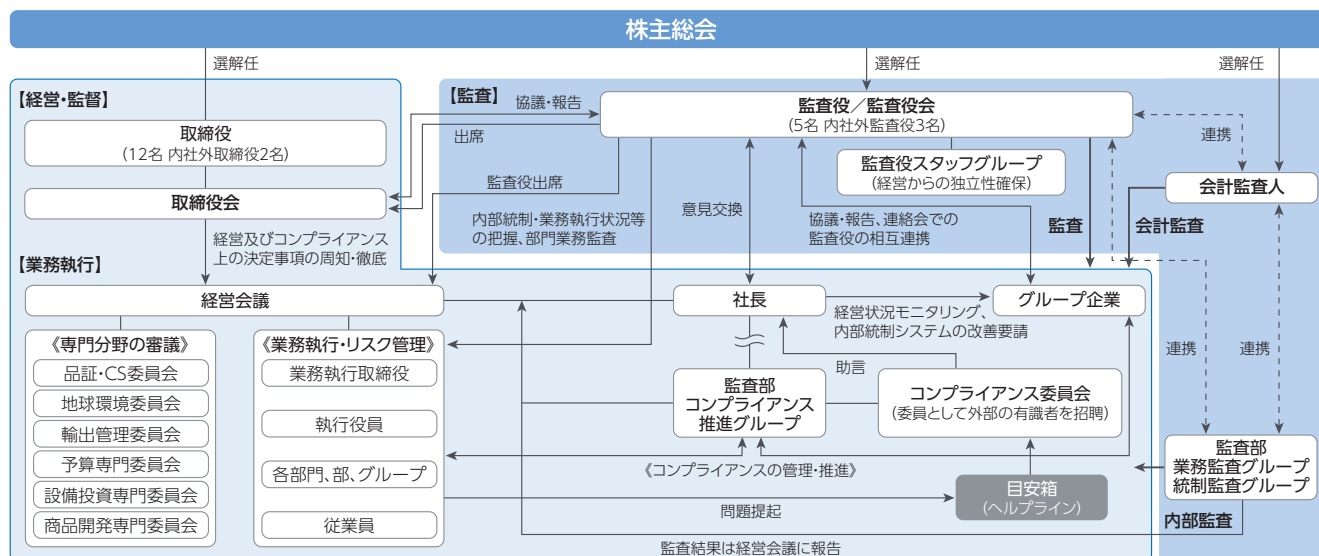 株主総会
選解任
選解任
選解任
【経営・監督】
【監査】
協議・報告
監査役／監査役会
(5名 内社外監査役3名)
取締役
(12名 内社外取締役2名)
出席
連携
監査役スタッフグループ
(経営からの独立性確保)
監査役出席
会計監査人
取締役会
内部統制・業務執行状況等
の把握、部門業務監査
意見交換
協議・報告、連絡会での
監査役の相互連携
監査
会計監査
経営及びコンプライアンス
上の決定事項の周知・徹底
【業務執行】
経営会議
社長
グループ企業
経営状況モニタリング、
内部統制システムの改善要請
《専門分野の審議》
品証・CS委員会
地球環境委員会
輸出管理委員会
予算専門委員会
設備投資専門委員会
商品開発専門委員会
《業務執行・リスク管理》
業務執行取締役
執行役員
各部門、部、グループ
従業員
助言
連携
連携
監査部
コンプライアンス
推進グループ
コンプライアンス委員会
(委員として外部の有識者を招聘)
《コンプライアンスの管理・推進》
監査部
業務監査グループ
統制監査グループ
目安箱
(ヘルプライン)
問題提起
内部監査
監査結果は経営会議に報告